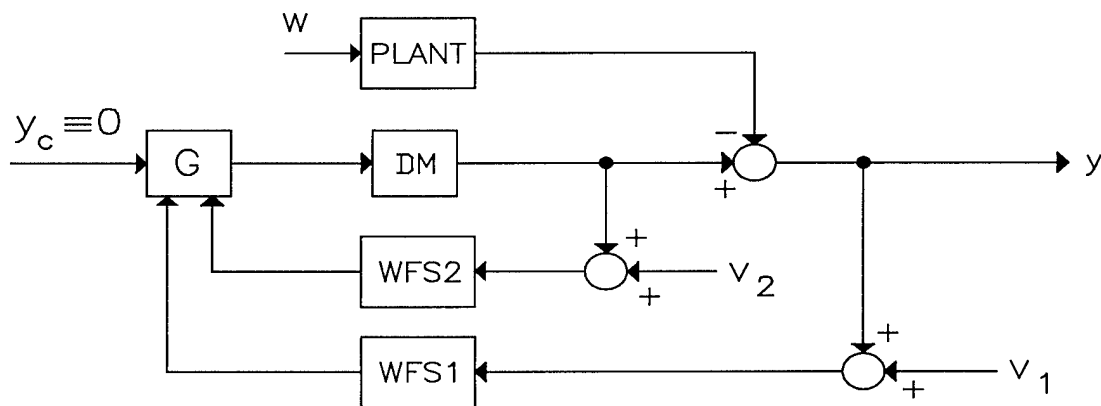 w
PLANT
y_c ≡0
G
DM
−
+
y
WFS2
+
+
v_2
WFS1
+
+
v_1